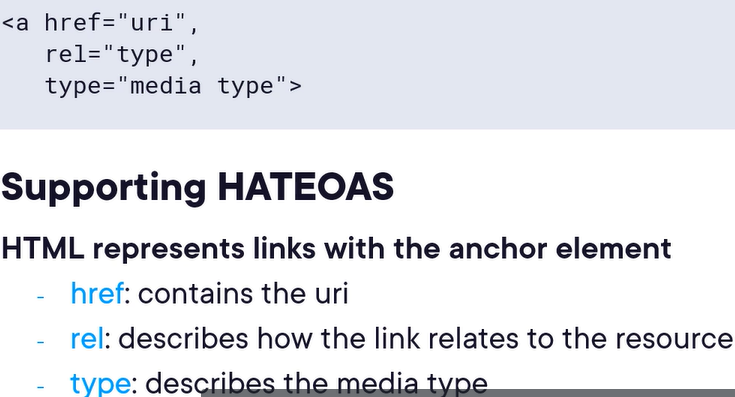 <a href="uri",
rel="type",
type="media type">
Supporting HATEOAS
HTML represents links with the anchor element
- href: contains the uri
- rel: describes how the link relates to the resource
- type: describes the media type